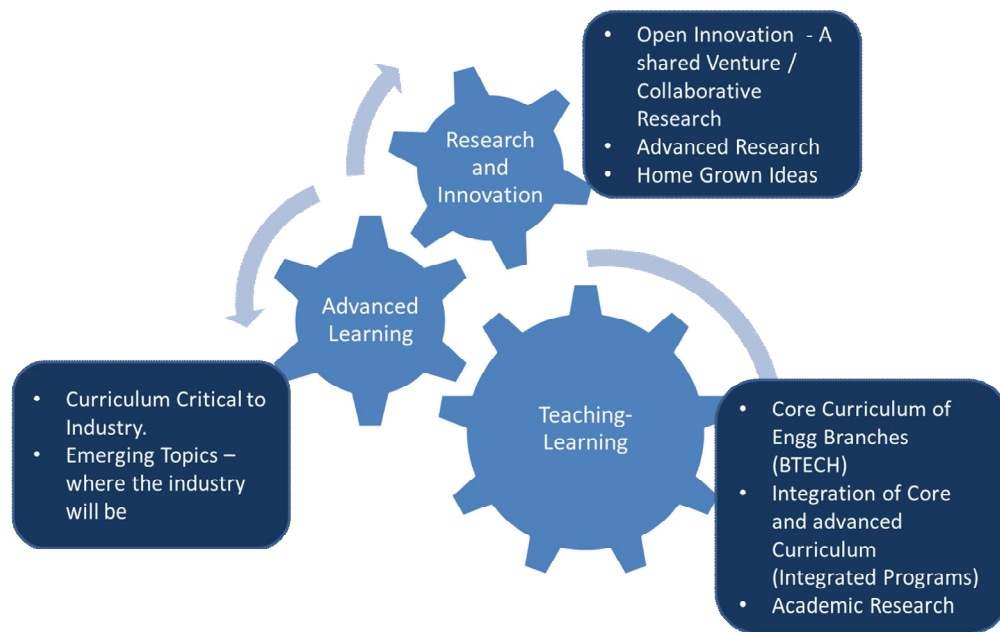 • Open Innovation - A
shared Venture /
Collaborative
Research
• Advanced Research
• Home Grown Ideas
Research
and
Innovation
Advanced
Learning
• Curriculum Critical to
Industry.
• Emerging Topics –
where the industry
will be
Teaching-
Learning
• Core Curriculum of
Engg Branches
(BTECH)
• Integration of Core
and advanced
Curriculum
(Integrated Programs)
• Academic Research